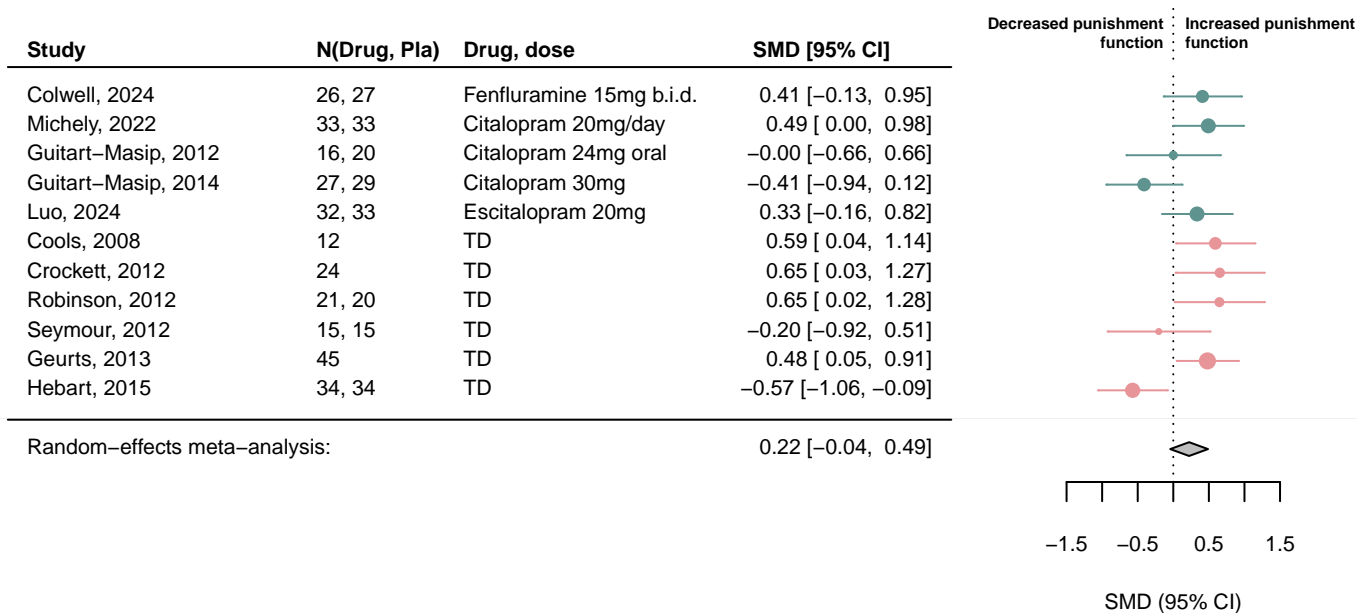 Decreased punishment function
Increased punishment function
Study N(Drug, Pla) Drug, dose SMD [95% CI]
Colwell, 2024 26, 27 Fenfluramine 15mg b.i.d. 0.41 [−0.13, 0.95]
Michely, 2022 33, 33 Citalopram 20mg/day 0.49 [ 0.00, 0.98]
Guitart−Masip, 2012 16, 20 Citalopram 24mg oral −0.00 [−0.66, 0.66]
Guitart−Masip, 2014 27, 29 Citalopram 30mg −0.41 [−0.94, 0.12]
Luo, 2024 32, 33 Escitalopram 20mg 0.33 [−0.16, 0.82]
Cools, 2008 12 TD 0.59 [ 0.04, 1.14]
Crockett, 2012 24 TD 0.65 [ 0.03, 1.27]
Robinson, 2012 21, 20 TD 0.65 [ 0.02, 1.28]
Seymour, 2012 15, 15 TD −0.20 [−0.92, 0.51]
Geurts, 2013 45 TD 0.48 [ 0.05, 0.91]
Hebart, 2015 34, 34 TD −0.57 [−1.06, −0.09]
Random−effects meta−analysis: 0.22 [−0.04, 0.49]
−1.5 −0.5 0.5 1.5
SMD (95% CI)